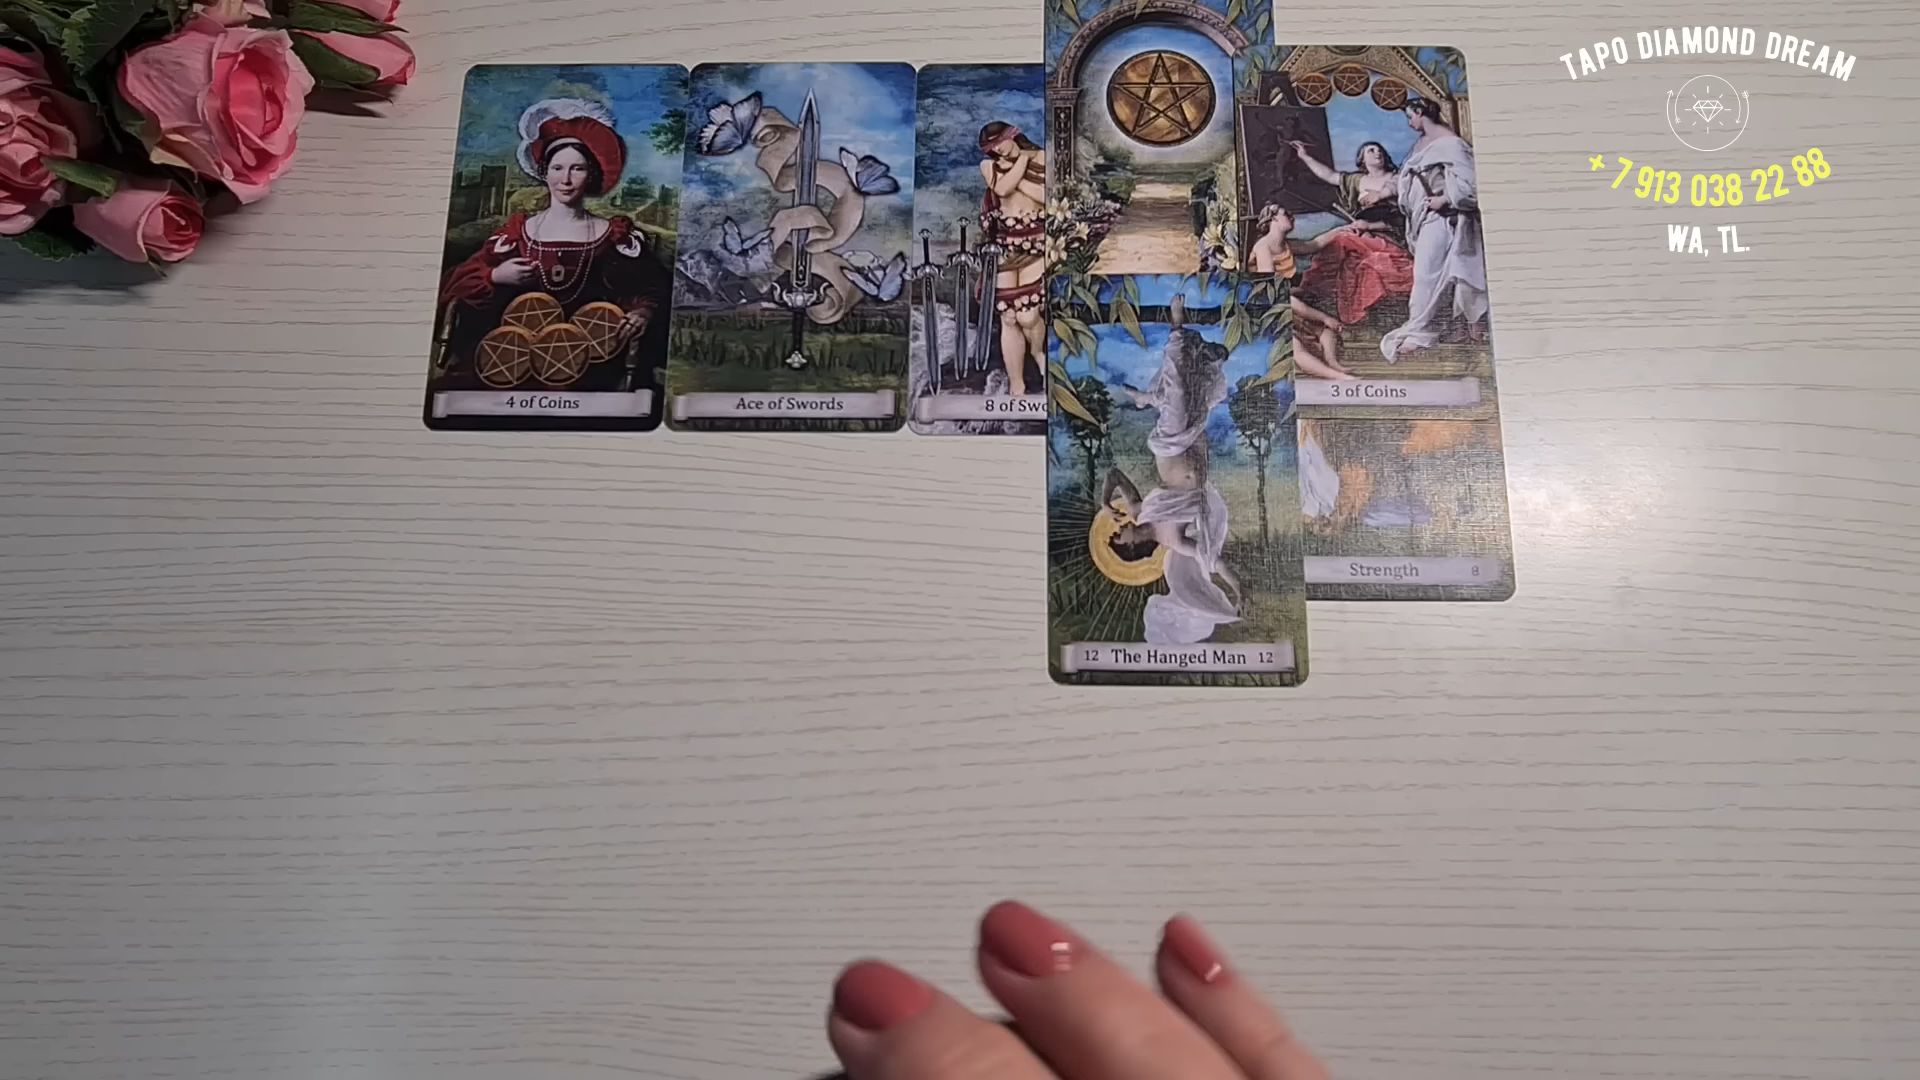 ТАРО DIAMOND DREAM
+ 7 913 038 22 88
WA, TL.
4 of Coins
Ace of Swords
8 of Swo
3 of Coins
Strength 8
12 The Hanged Man 12